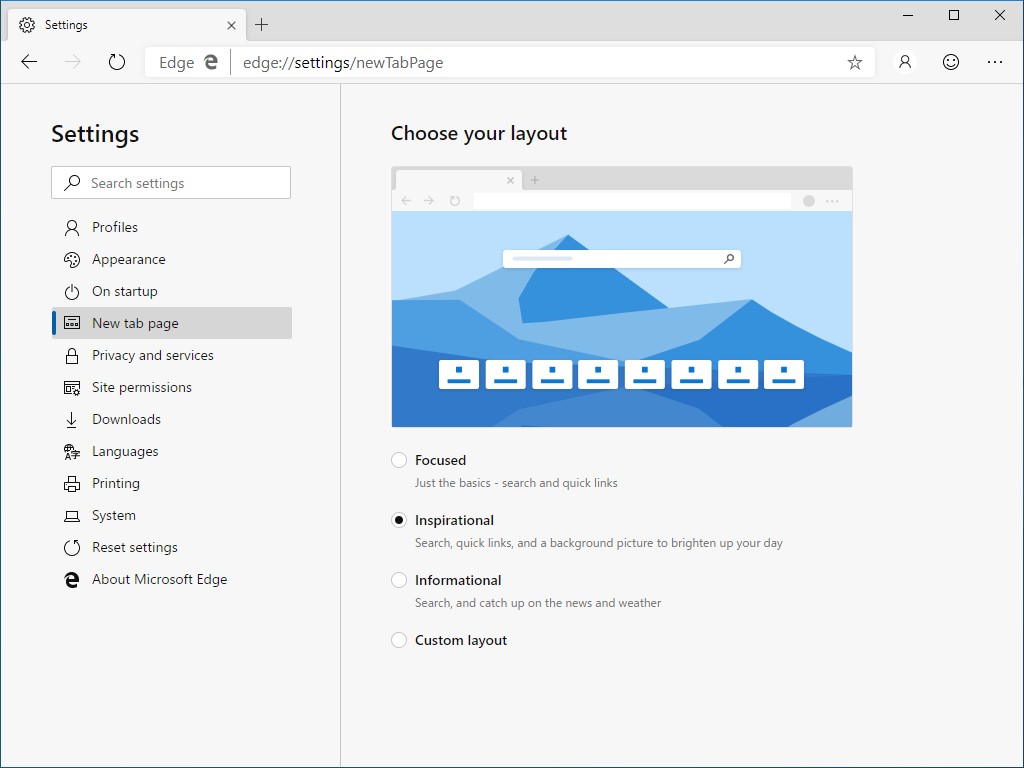 Settings
Edge
edge://settings/newTabPage
Settings
Search settings
Profiles
Appearance
On startup
New tab page
Privacy and services
Site permissions
Downloads
Languages
Printing
System
Reset settings
About Microsoft Edge
Choose your layout
Focused
Just the basics - search and quick links
Inspirational
Search, quick links, and a background picture to brighten up your day
Informational
Search, and catch up on the news and weather
Custom layout